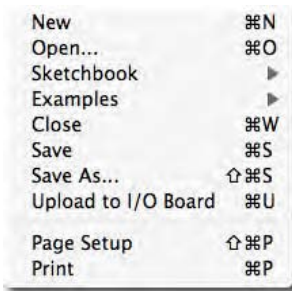 New ⌘N
Open... ⌘O
Sketchbook
Examples
Close ⌘W
Save ⌘S
Save As... ⇧⌘S
Upload to I/O Board ⌘U
Page Setup ⇧⌘P
Print ⌘P